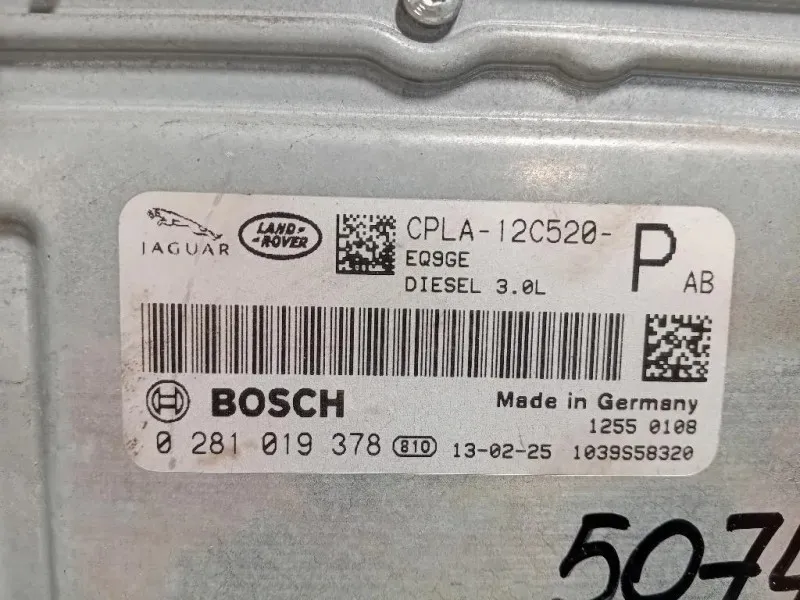 JAGUAR
LAND-
-ROVER
CPLA-12C520-
P
AB
EQ9GE
DIESEL 3.0L
BOSCH
Made in Germany
1255 0108
0 281 019 378 810 13-02-25 1039S58320
5074